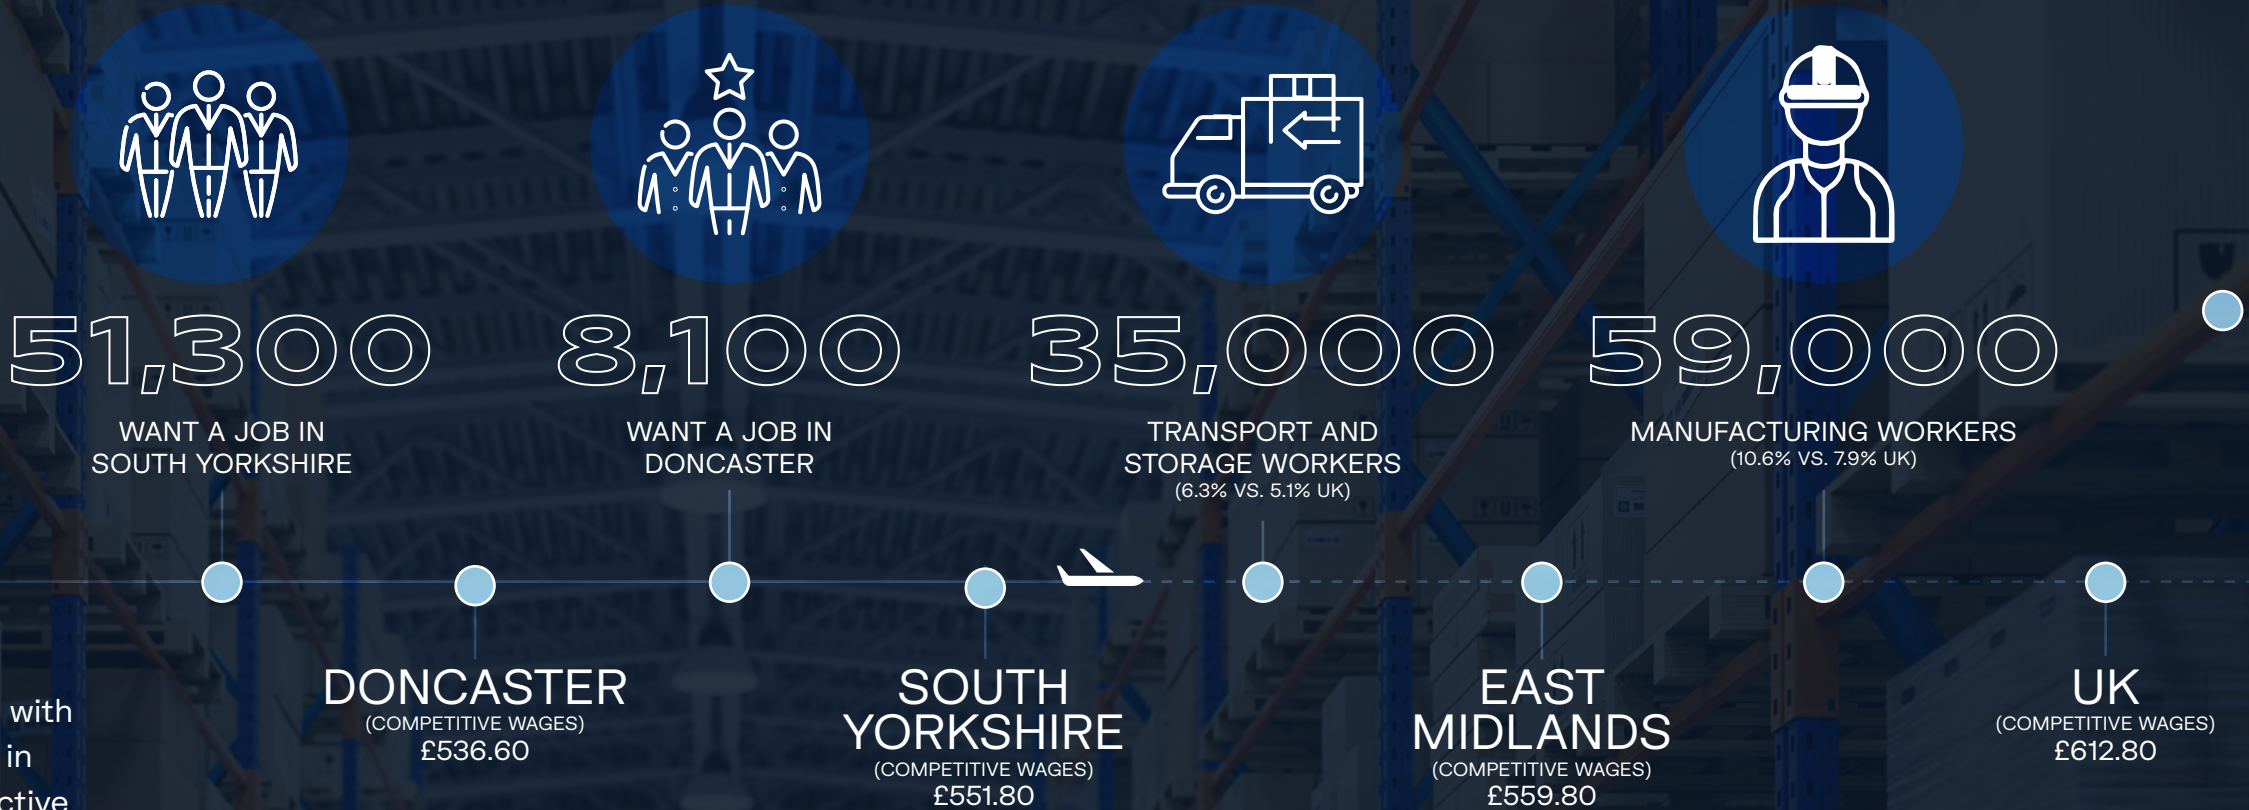 51,300
WANT A JOB IN
SOUTH YORKSHIRE
8,100
WANT A JOB IN
DONCASTER
35,000
TRANSPORT AND
STORAGE WORKERS
(6.3% VS. 5.1% UK)
59,000
MANUFACTURING WORKERS
(10.6% VS. 7.9% UK)
with
in
DONCASTER
(COMPETITIVE WAGES)
£536.60
SOUTH
YORKSHIRE
(COMPETITIVE WAGES)
£551.80
EAST
MIDLANDS
(COMPETITIVE WAGES)
£559.80
UK
(COMPETITIVE WAGES)
£612.80